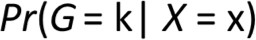 Pr(G = k | X = x)